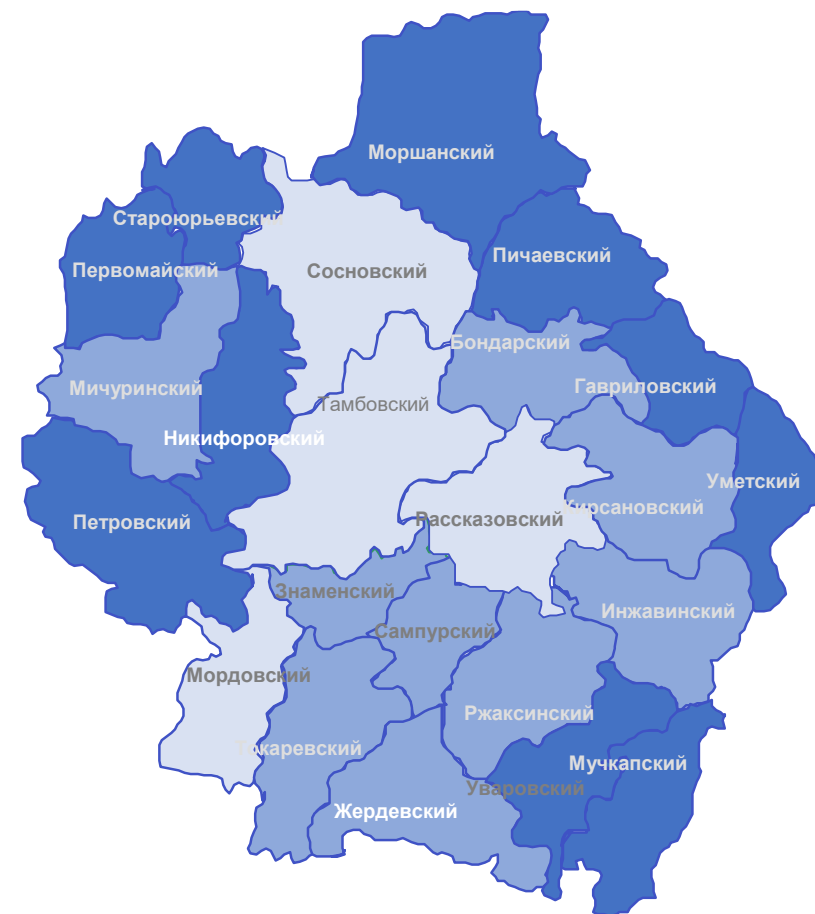 Моршанский
Староюрьевский
Пичаевский
Первомайский
Сосновский
Бондарский
Мичуринский
Гавриловский
Тамбовский
Никифоровский
Уметский
Кирсановский
Петровский
Рассказовский
Знаменский
Инжавинский
Сампурский
Мордовский
Ржаксинский
Токаревский
Мучкапский
Уваровский
Жердевский